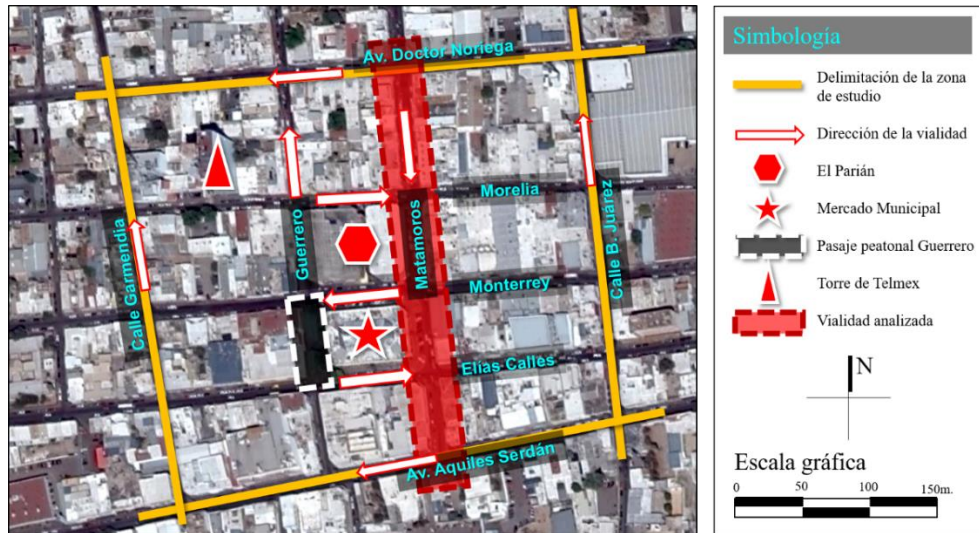 Av. Doctor Noriega
Morelia
Guerrero
Matamoros
Calle Garmendia
Calle B. Juárez
Monterrey
Elías Calles
Av. Aquiles Serdán
Simbología
Delimitación de la zona
de estudio
Dirección de la vialidad
El Parián
Mercado Municipal
Pasaje peatonal Guerrero
Torre de Telmex
Vialidad analizada
N
Escala gráfica
0 50 100 150m.